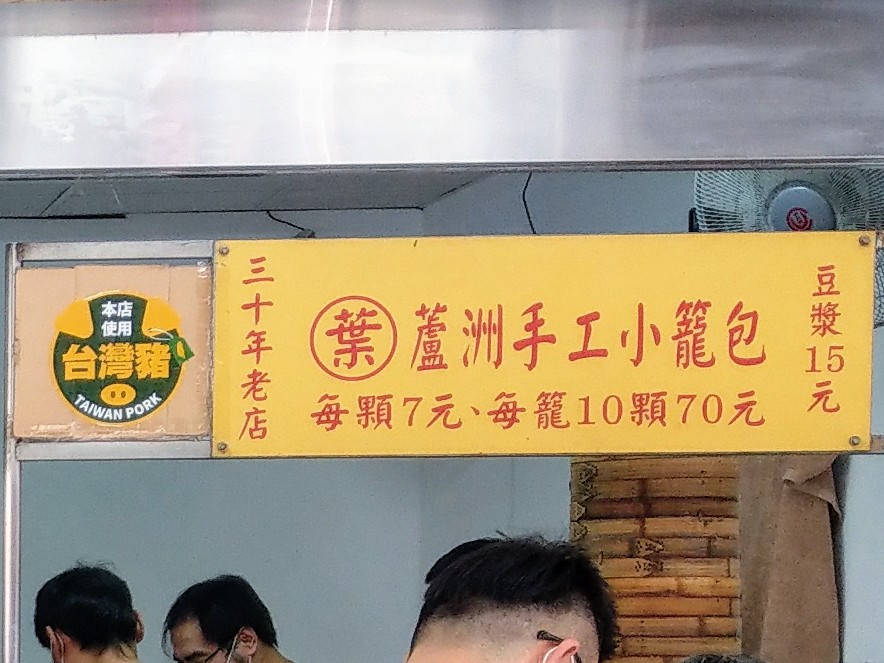 本店
使用
台灣豬
TAIWAN PORK
三十年老店
葉 蘆洲手工小籠包
每顆7元、每籠10顆70元
豆漿15元